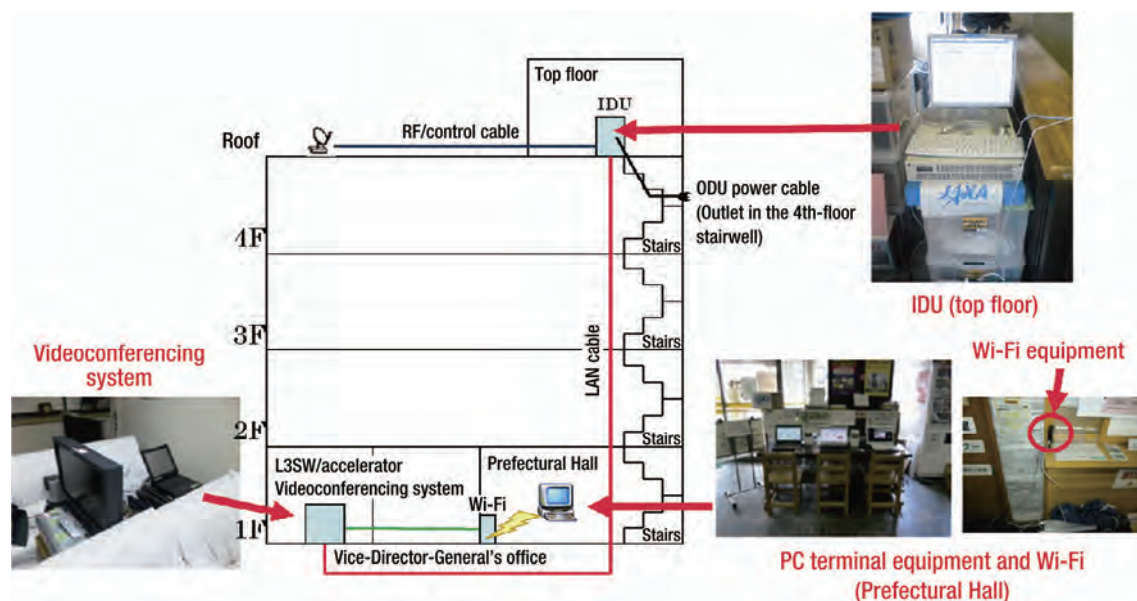 Top floor
IDU
Roof
RF/control cable
ODU power cable
(Outlet in the 4th-floor
stairwell)
4F
Stairs
JAXA
IDU (top floor)
3F
Stairs
LAN cable
Videoconferencing
system
Wi-Fi equipment
2F
Stairs
L3SW/accelerator
Videoconferencing system
Prefectural Hall
Wi-Fi
1F
Stairs
Vice-Director-General's office
PC terminal equipment and Wi-Fi
(Prefectural Hall)